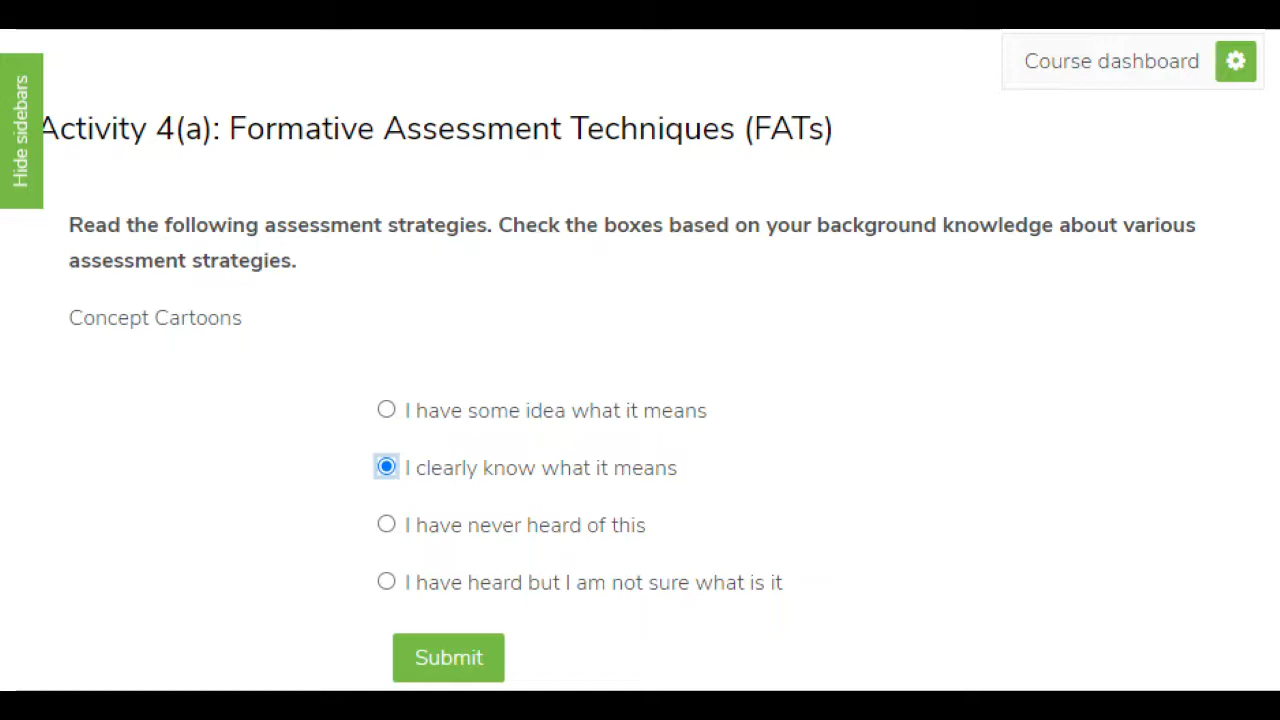 Course dashboard
Hide sidebars
Activity 4(a): Formative Assessment Techniques (FATs)
Read the following assessment strategies. Check the boxes based on your background knowledge about various
assessment strategies.
Concept Cartoons
I have some idea what it means
I clearly know what it means
I have never heard of this
I have heard but I am not sure what is it
Submit